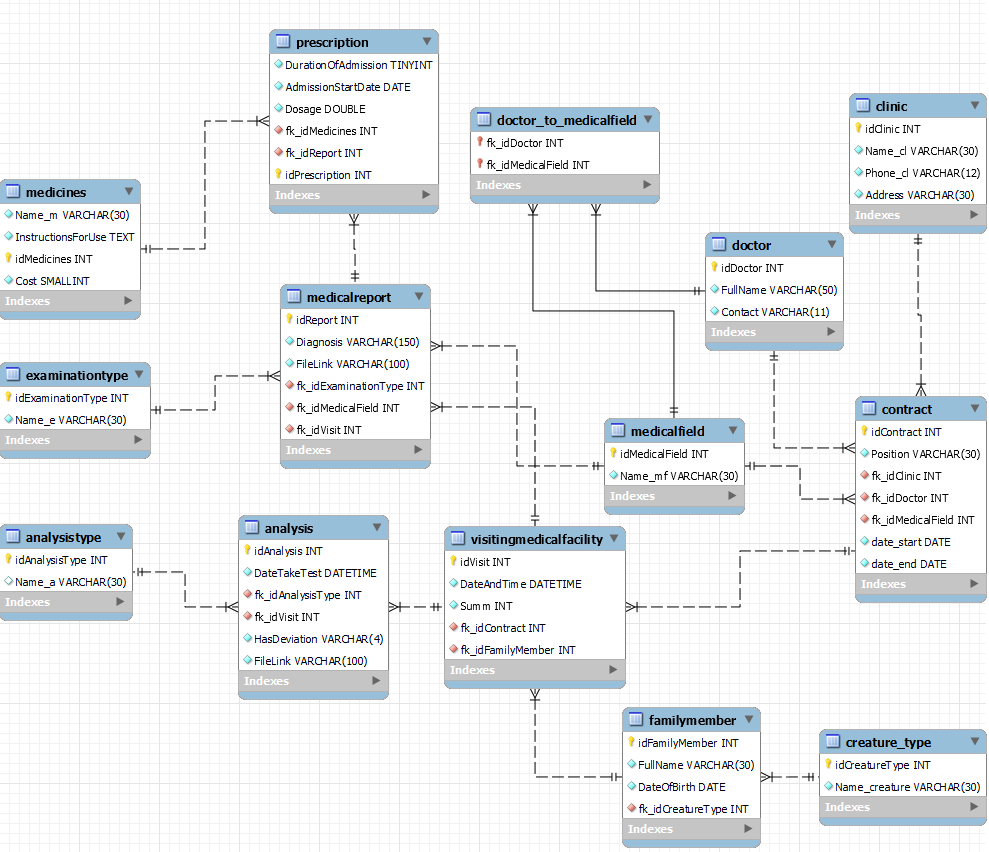 prescription
DurationOfAdmission TINYINT
AdmissionStartDate DATE
Dosage DOUBLE
fk_idMedicines INT
fk_idReport INT
idPrescription INT
Indexes
doctor_to_medicalfield
fk_idDoctor INT
fk_idMedicalField INT
Indexes
clinic
idClinic INT
Name_cl VARCHAR(30)
Phone_cl VARCHAR(12)
Address VARCHAR(30)
Indexes
medicines
Name_m VARCHAR(30)
InstructionsForUse TEXT
idMedicines INT
Cost SMALLINT
Indexes
doctor
idDoctor INT
FullName VARCHAR(50)
Contact VARCHAR(11)
Indexes
medicalreport
idReport INT
Diagnosis VARCHAR(150)
FileLink VARCHAR(100)
fk_idExaminationType INT
fk_idMedicalField INT
fk_idVisit INT
Indexes
examinationtype
idExaminationType INT
Name_e VARCHAR(30)
Indexes
medicalfield
idMedicalField INT
Name_mf VARCHAR(30)
Indexes
contract
idContract INT
Position VARCHAR(30)
fk_idClinic INT
fk_idDoctor INT
fk_idMedicalField INT
date_start DATE
date_end DATE
Indexes
analysistype
idAnalysisType INT
Name_a VARCHAR(30)
Indexes
analysis
idAnalysis INT
DateTakeTest DATETIME
fk_idAnalysisType INT
fk_idVisit INT
HasDeviation VARCHAR(4)
FileLink VARCHAR(100)
Indexes
visitingmedicalfacility
idVisit INT
DateAndTime DATETIME
Summ INT
fk_idContract INT
fk_idFamilyMember INT
Indexes
familymember
idFamilyMember INT
FullName VARCHAR(30)
DateOfBirth DATE
fk_idCreatureType INT
Indexes
creature_type
idCreatureType INT
Name_creature VARCHAR(30)
Indexes